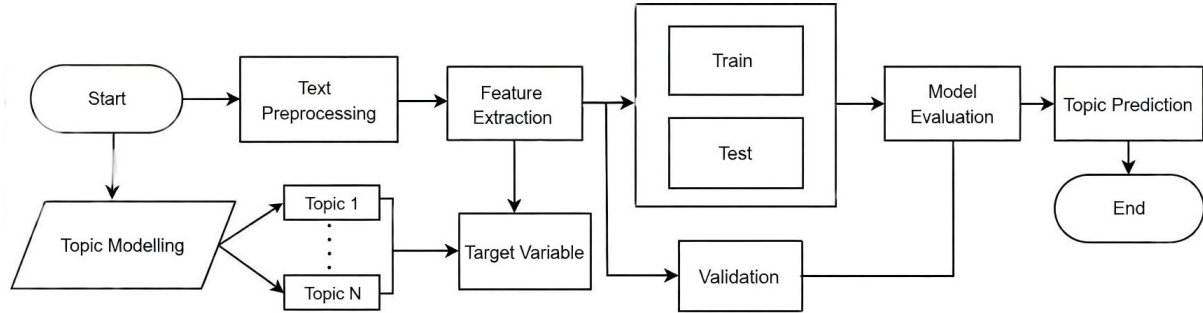 Start
Text
Preprocessing
Feature
Extraction
Train
Test
Model
Evaluation
Topic Prediction
End
Topic Modelling
Topic 1
Topic N
Target Variable
Validation